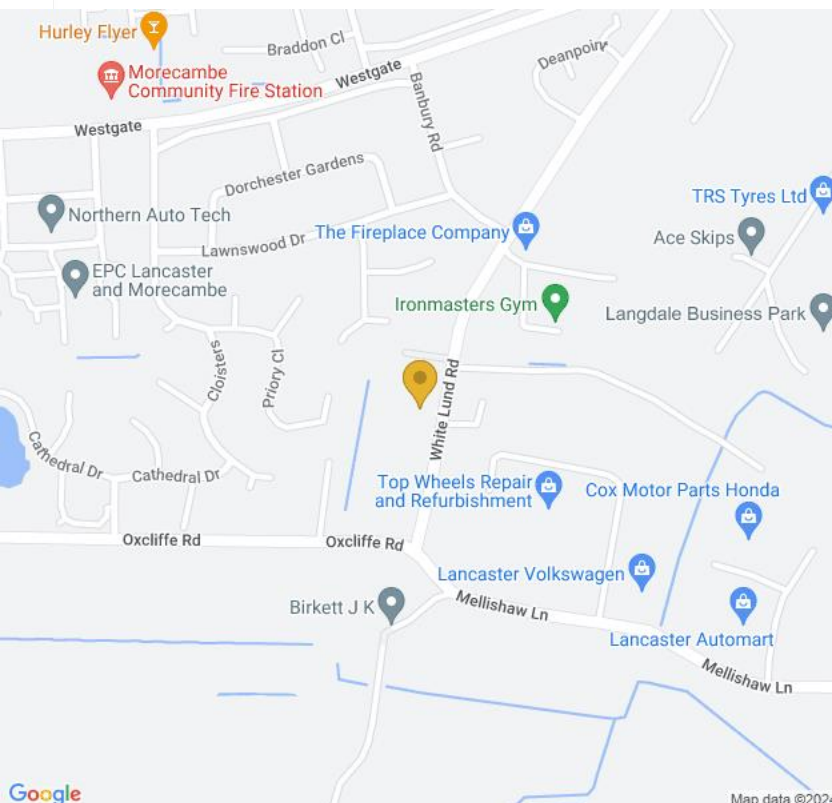 Hurley Flyer
Braddon Cl
Deanpoint
Morecambe
Community Fire Station
Westgate
Banbury Rd
Westgate
Dorchester Gardens
TRS Tyres Ltd
Northern Auto Tech
The Fireplace Company
Ace Skips
Lawnswood Dr
EPC Lancaster
and Morecambe
Ironmasters Gym
Langdale Business Park
Cloisters
Priory Cl
White Lund Rd
Cathedral Dr
Cathedral Dr
Top Wheels Repair
and Refurbishment
Cox Motor Parts Honda
Oxcliffe Rd
Oxcliffe Rd
Lancaster Volkswagen
Birkett J K
Mellishaw Ln
Lancaster Automart
Mellishaw Ln
Google
Map data ©2024